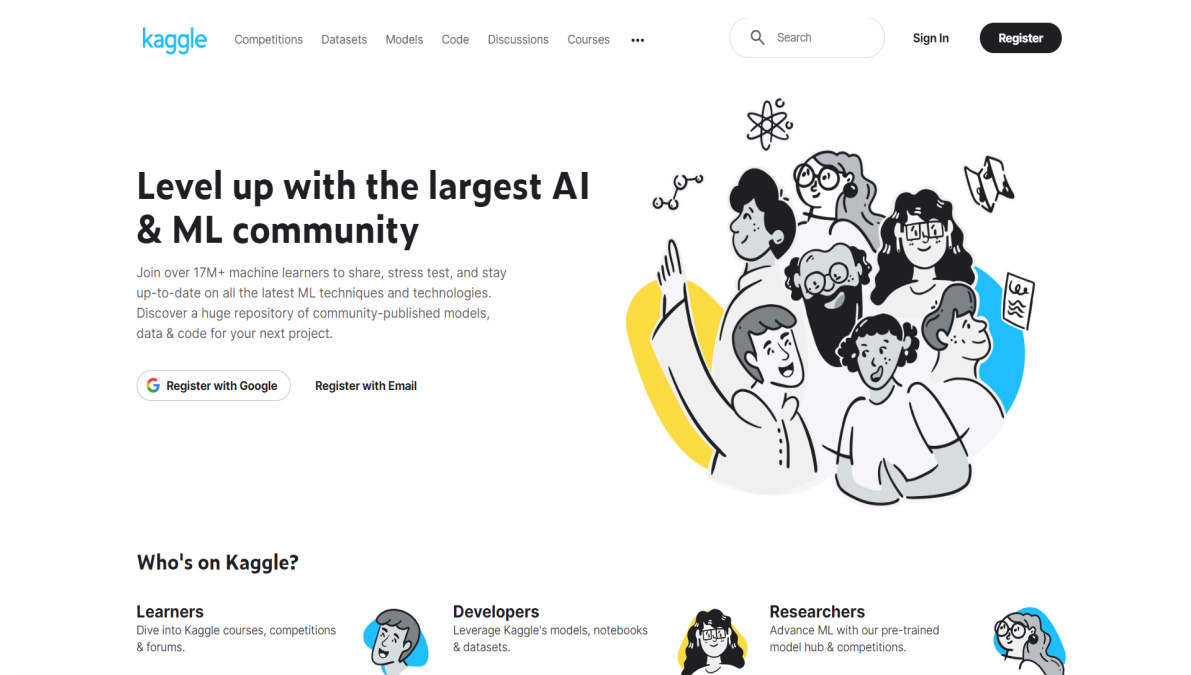 kaggle
Competitions Datasets Models Code Discussions Courses
Search
Sign In
Register
Level up with the largest AI
& ML community
Join over 17M+ machine learners to share, stress test, and stay
up-to-date on all the latest ML techniques and technologies.
Discover a huge repository of community-published models,
data & code for your next project.
Register with Google
Register with Email
Who's on Kaggle?
Learners
Dive into Kaggle courses, competitions
& forums.
Developers
Leverage Kaggle's models, notebooks
& datasets.
Researchers
Advance ML with our pre-trained
model hub & competitions.